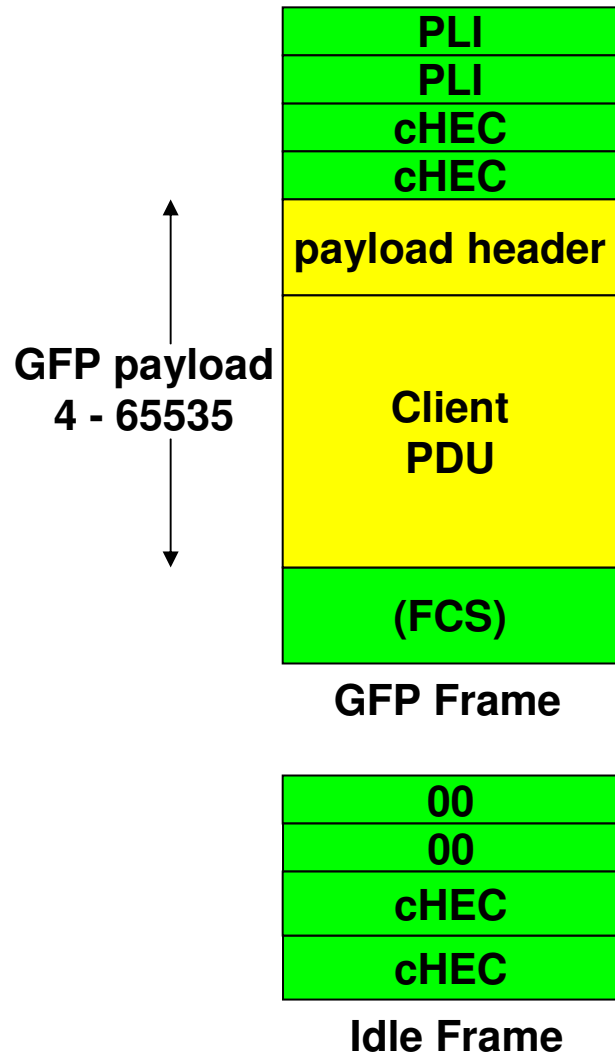 PLI
PLI
cHEC
cHEC
payload header
GFP payload
4 - 65535
Client
PDU
(FCS)
GFP Frame
00
00
cHEC
cHEC
Idle Frame